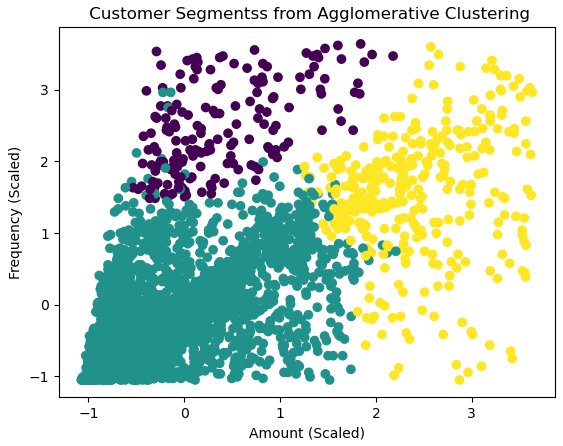 Customer Segmentss from Agglomerative Clustering
3
2
1
0
−1
Frequency (Scaled)
−1 0 1 2 3
Amount (Scaled)